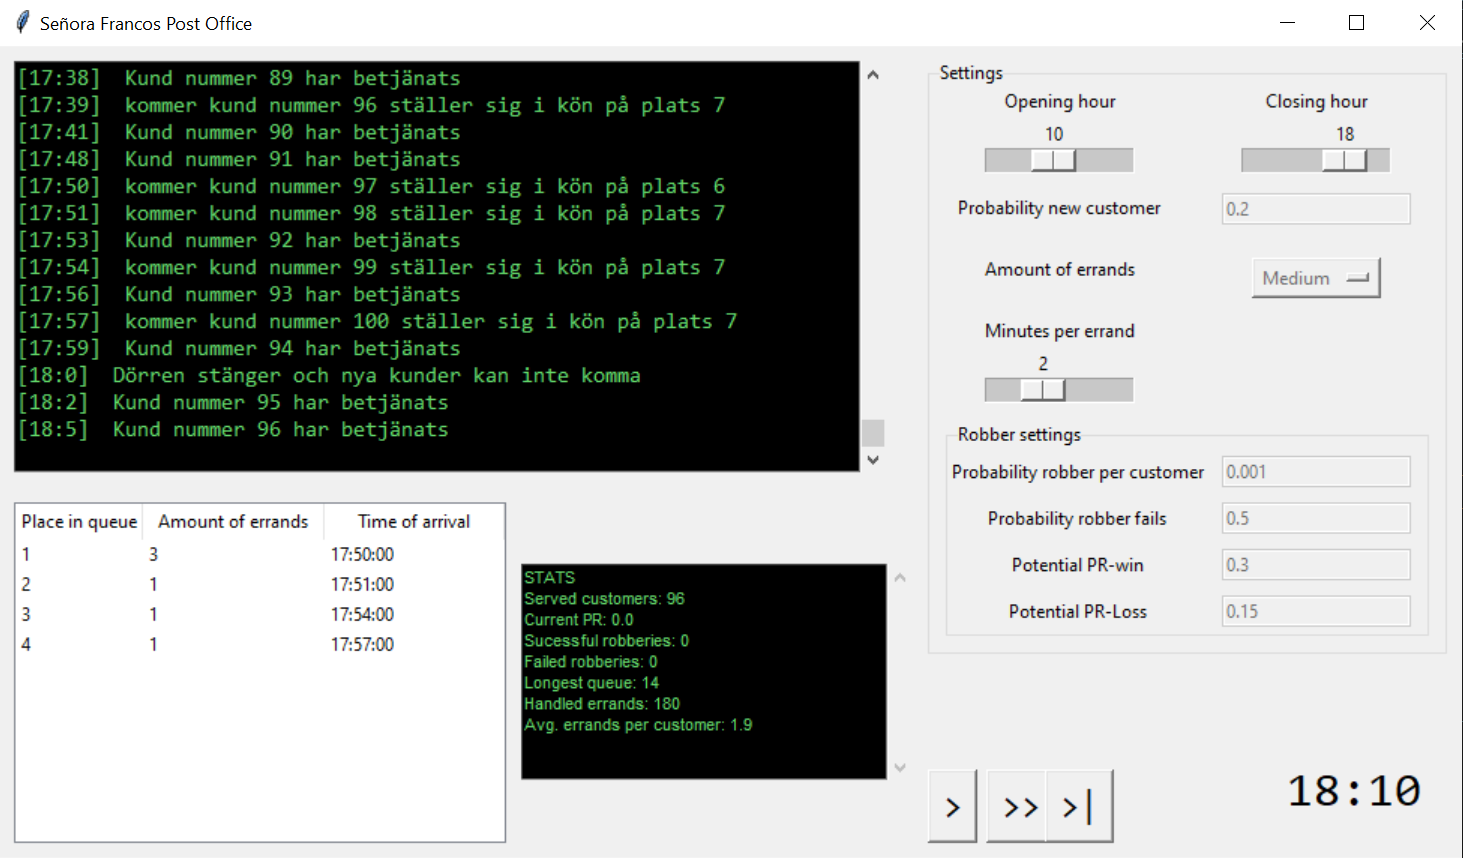 Señora Francos Post Office
[17:38]  Kund nummer 89 har betjänats
[17:39]  kommer kund nummer 96 ställer sig i kön på plats 7
[17:41]  Kund nummer 90 har betjänats
[17:48]  Kund nummer 91 har betjänats
[17:50]  kommer kund nummer 97 ställer sig i kön på plats 6
[17:51]  kommer kund nummer 98 ställer sig i kön på plats 7
[17:53]  Kund nummer 92 har betjänats
[17:54]  kommer kund nummer 99 ställer sig i kön på plats 7
[17:56]  Kund nummer 93 har betjänats
[17:57]  kommer kund nummer 100 ställer sig i kön på plats 7
[17:59]  Kund nummer 94 har betjänats
[18:0]  Dörren stänger och nya kunder kan inte komma
[18:2]  Kund nummer 95 har betjänats
[18:5]  Kund nummer 96 har betjänats
Place in queue Amount of errands Time of arrival
1 3 17:50:00
2 1 17:51:00
3 1 17:54:00
4 1 17:57:00
STATS
Served customers: 96
Current PR: 0.0
Sucessful robberies: 0
Failed robberies: 0
Longest queue: 14
Handled errands: 180
Avg. errands per customer: 1.9
Settings
Opening hour Closing hour
10 18
Probability new customer 0.2
Amount of errands Medium
Minutes per errand
2
Robber settings
Probability robber per customer 0.001
Probability robber fails 0.5
Potential PR-win 0.3
Potential PR-Loss 0.15
> >> >|
18:10